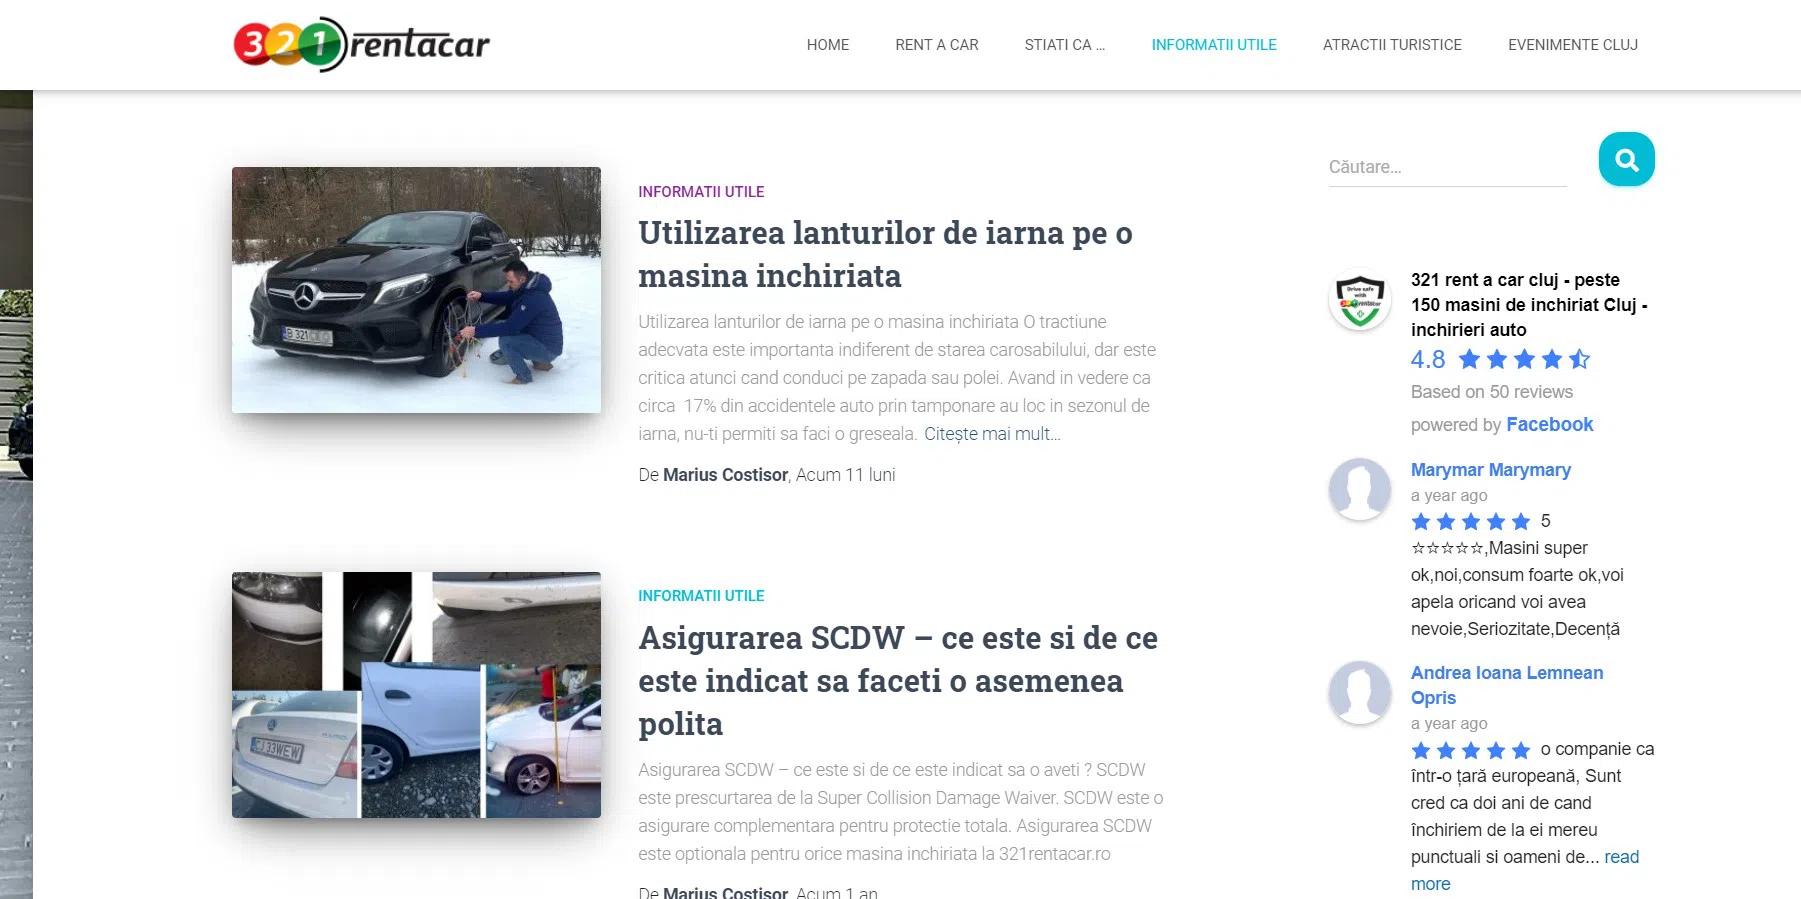 321rentacar
HOME
RENT A CAR
STIATI CA ...
INFORMATII UTILE
ATRACTII TURISTICE
EVENIMENTE CLUJ
B 321
INFORMATII UTILE
Utilizarea lanturilor de iarna pe o
masina inchiriata
Utilizarea lanturilor de iarna pe o masina inchiriata O tractiune
adecvata este importanta indiferent de starea carosabilului, dar este
critica atunci cand conduci pe zapada sau polei. Avand in vedere ca
circa 17% din accidentele auto prin tamponare au loc in sezonul de
iarna, nu-ti permiti sa faci o greseala. Citește mai mult...
De Marius Costisor, Acum 11 luni
CJ 33WEW
INFORMATII UTILE
Asigurarea SCDW – ce este si de ce
este indicat sa faceti o asemenea
polita
Asigurarea SCDW – ce este si de ce este indicat sa o aveti ? SCDW
este prescurtarea de la Super Collision Damage Waiver. SCDW este o
asigurare complementara pentru protectie totala. Asigurarea SCDW
este optionala pentru orice masina inchiriata la 321rentacar.ro
De Marius Costisor, Acum 1 an
Căutare...
Drive safe
with
321rentacar
321 rent a car cluj - peste
150 masini de inchiriat Cluj -
inchirieri auto
4.8
Based on 50 reviews
powered by Facebook
Marymar Marymary
a year ago
5
☆☆☆☆☆,Masini super
ok,noi,consum foarte ok,voi
apela oricand voi avea
nevoie,Seriozitate,Decență
Andrea Ioana Lemnean
Opris
a year ago
o companie ca
într-o țară europeană, Sunt
cred ca doi ani de cand
închiriem de la ei mereu
punctuali si oameni de... read
more